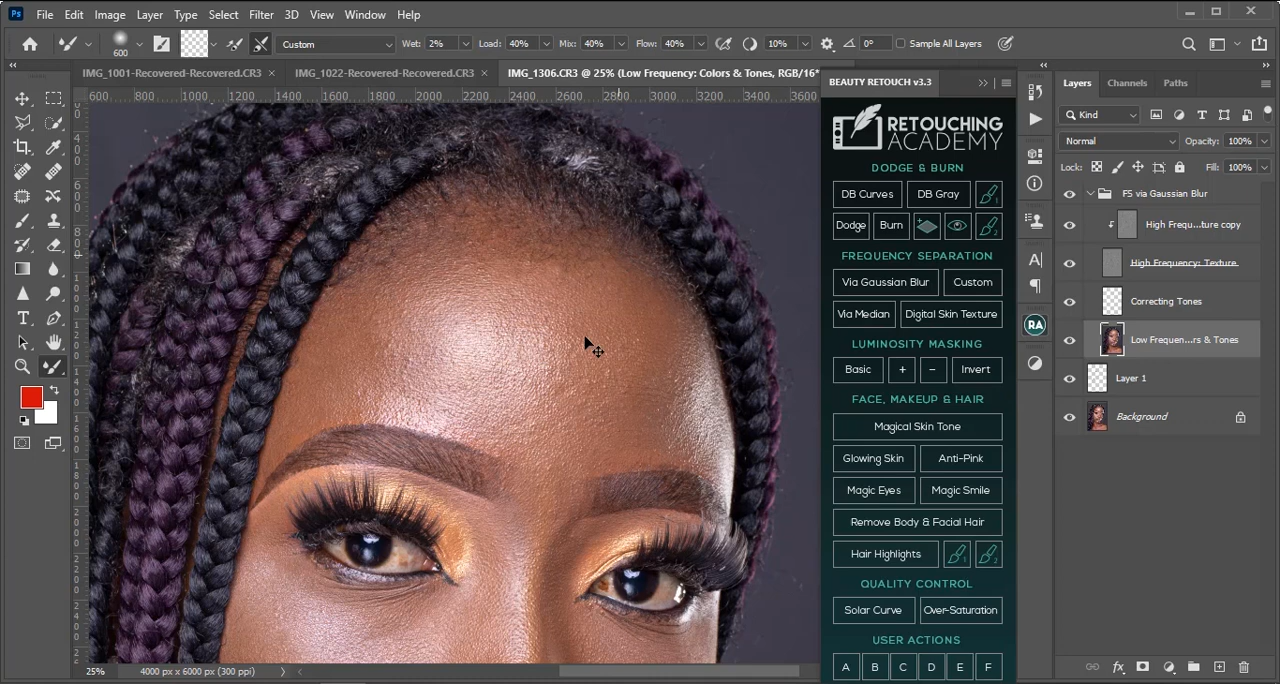 Ps File Edit Image Layer Type Select Filter 3D View Window Help
600 Custom Wet: 2% Load: 40% Mix: 40% Flow: 40% 10% 0° Sample All Layers
IMG_1001-Recovered-Recovered.CR3 × IMG_1022-Recovered-Recovered.CR3 × IMG_1306.CR3 @ 25% (Low Frequency: Colors & Tones, RGB/16*
600 800 1000 1200 1400 1600 1800 2000 2200 2400 2600 2800 3000 3200 3400 3600
BEAUTY RETOUCH v3.3
RETOUCHING
ACADEMY
DODGE & BURN
DB Curves DB Gray 1
Dodge Burn 2
FREQUENCY SEPARATION
Via Gaussian Blur Custom
Via Median Digital Skin Texture
LUMINOSITY MASKING
Basic + − Invert
FACE, MAKEUP & HAIR
Magical Skin Tone
Glowing Skin Anti-Pink
Magic Eyes Magic Smile
Remove Body & Facial Hair
Hair Highlights 1 2
QUALITY CONTROL
Solar Curve Over-Saturation
USER ACTIONS
A B C D E F
RA
Layers Channels Paths
Kind
Normal Opacity: 100%
Lock: Fill: 100%
FS via Gaussian Blur
High Frequ...ture copy
High Frequency: Texture
Correcting Tones
Low Frequen...rs & Tones
Layer 1
Background
25% 4000 px x 6000 px (300 ppi)